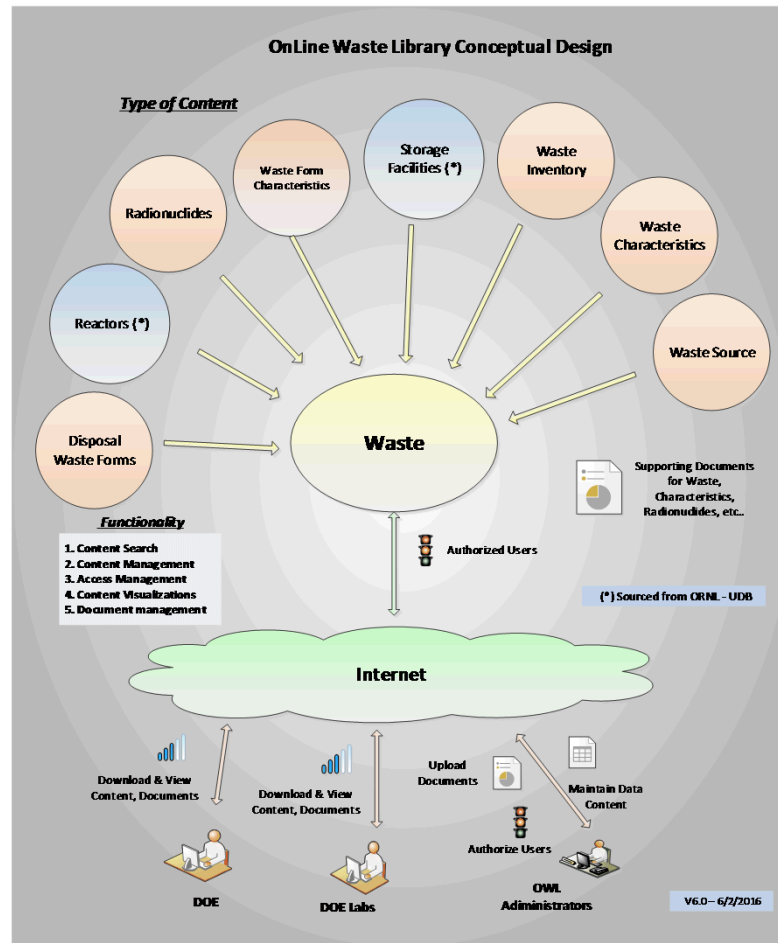 OnLine Waste Library Conceptual Design
Type of Content
Storage
Facilities (*)
Waste Form
Characteristics
Waste
Inventory
Radionuclides
Waste
Characteristics
Reactors (*)
Waste Source
Disposal
Waste Forms
Waste
Supporting Documents
for Waste,
Characteristics,
Radionuclides, etc..
Functionality
1. Content Search
2. Content Management
3. Access Management
4. Content Visualizations
5. Document management
Authorized Users
(*) Sourced from ORNL - UDB
Internet
Download & View
Content, Documents
Download & View
Content, Documents
Upload
Documents
Maintain Data
Content
Authorize Users
DOE
DOE Labs
OWL
Adiministrators
V6.0 – 6/2/2016